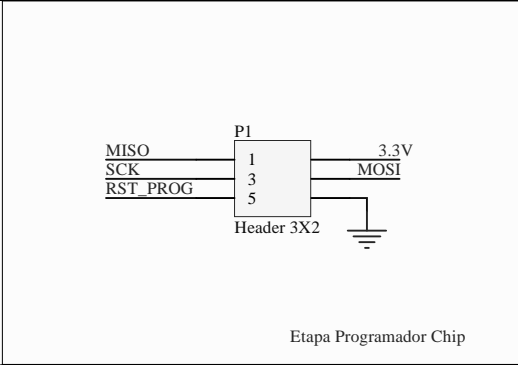 P1
MISO 1 3.3V
SCK 3 MOSI
RST_PROG 5
Header 3X2
Etapa Programador Chip